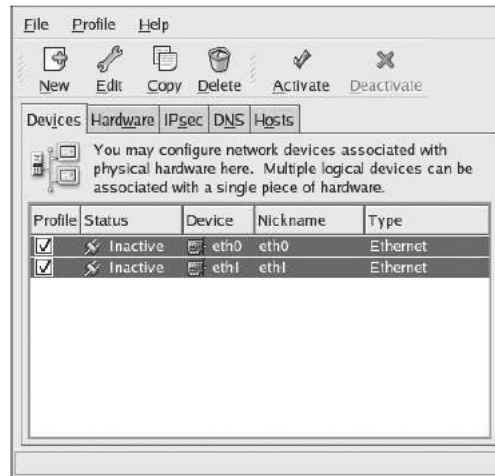 File Profile Help
New Edit Copy Delete Activate Deactivate
Devices Hardware IPsec DNS Hosts
You may configure network devices associated with
physical hardware here. Multiple logical devices can be
associated with a single piece of hardware.
Profile Status Device Nickname Type
Inactive eth0 eth0 Ethernet
Inactive eth1 eth1 Ethernet